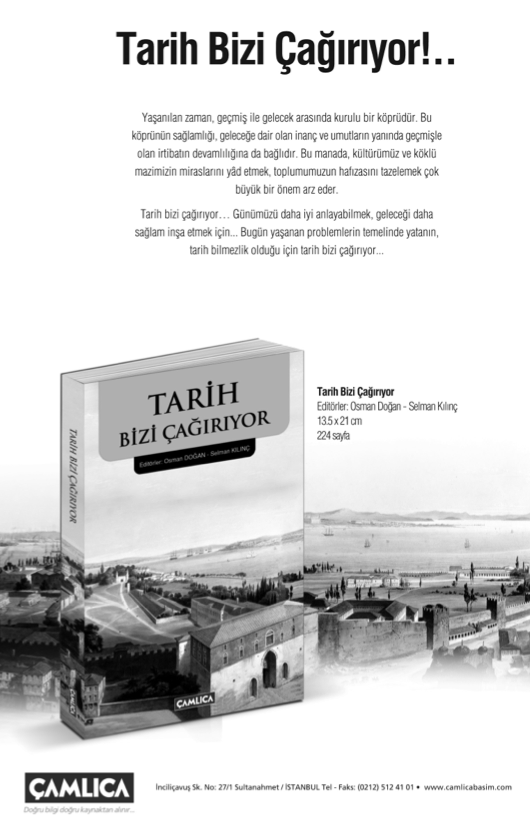 Tarih Bizi Çağırıyor!..
Yaşanılan zaman, geçmiş ile gelecek arasında kurulu bir köprüdür. Bu
köprünün sağlamlığı, geleceğe dair olan inanç ve umutların yanında geçmişle
olan irtibatın devamlılığına da bağlıdır. Bu manada, kültürümüz ve köklü
mazimizin miraslarını yâd etmek, toplumumuzun hafızasını tazelemek çok
büyük bir önem arz eder.
Tarih bizi çağırıyor… Günümüzü daha iyi anlayabilmek, geleceği daha
sağlam inşa etmek için... Bugün yaşanan problemlerin temelinde yatanın,
tarih bilmezlik olduğu için tarih bizi çağırıyor...
TARİH
BİZİ ÇAĞIRIYOR
Editörler: Osman DOĞAN - Selman KILINÇ
TARİH BİZİ ÇAĞIRIYOR
ÇAMLICA
Tarih Bizi Çağırıyor
Editörler: Osman Doğan - Selman Kılınç
13.5 x 21 cm
224 sayfa
ÇAMLICA
Doğru bilgi doğru kaynaktan alınır...
İnciliçavuş Sk. No: 27/1 Sultanahmet / İSTANBUL Tel - Faks: (0212) 512 41 01 • www.camlicabasim.com